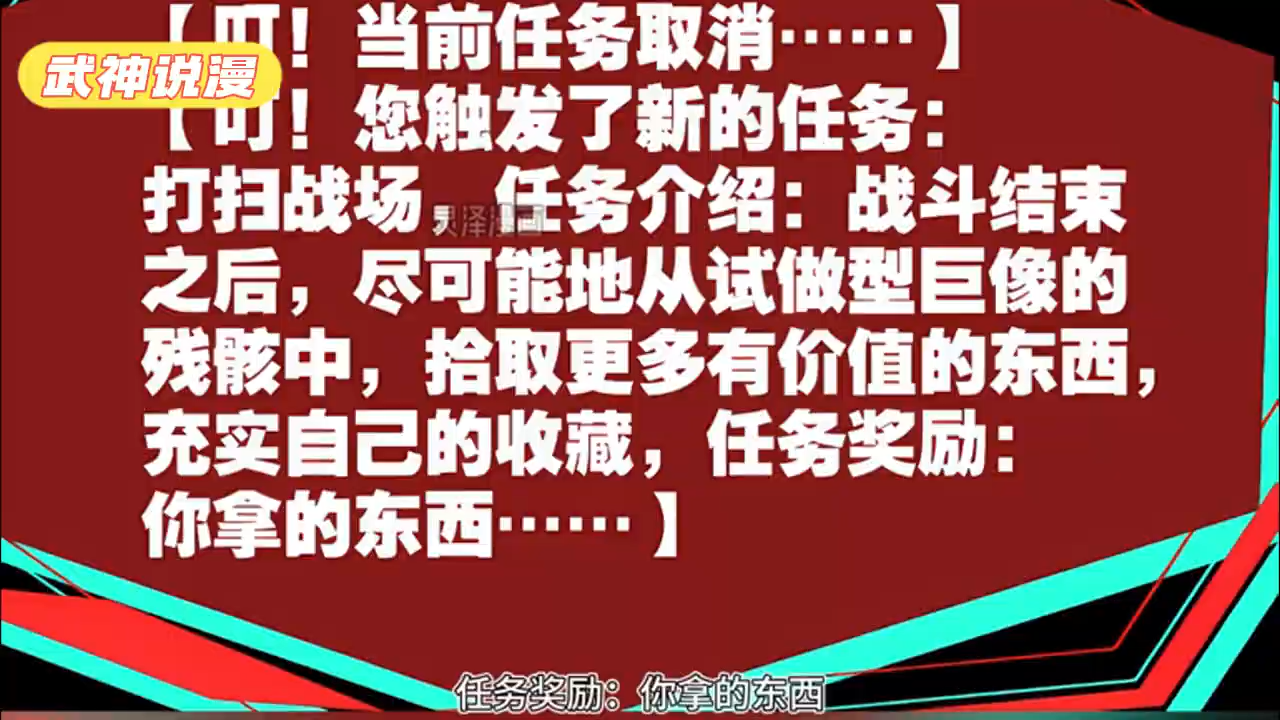 【叮！当前任务取消……】
武神说漫
【叮！您触发了新的任务：
打扫战场，任务介绍：战斗结束
灵泽漫画
之后，尽可能地从试做型巨像的
残骸中，拾取更多有价值的东西，
充实自己的收藏，任务奖励：
你拿的东西……】
任务奖励：你拿的东西